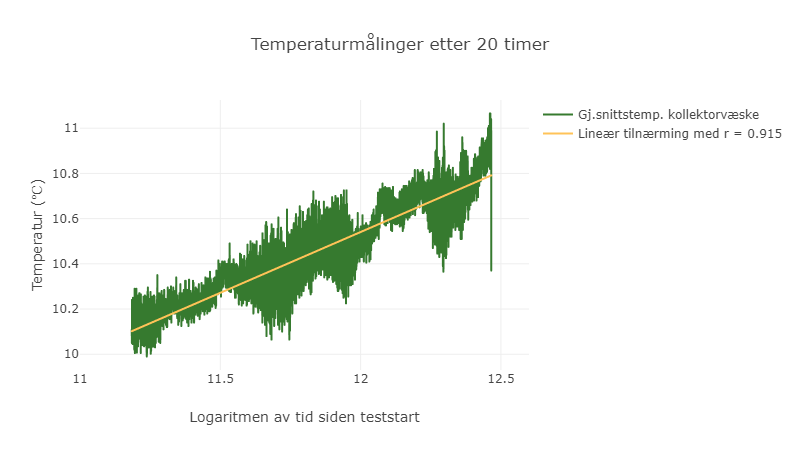 Temperaturmålinger etter 20 timer
Gj.snittstemp. kollektorvæske
Lineær tilnærming med r = 0.915
Temperatur (°C)
11
10.8
10.6
10.4
10.2
10
11
11.5
12
12.5
Logaritmen av tid siden teststart